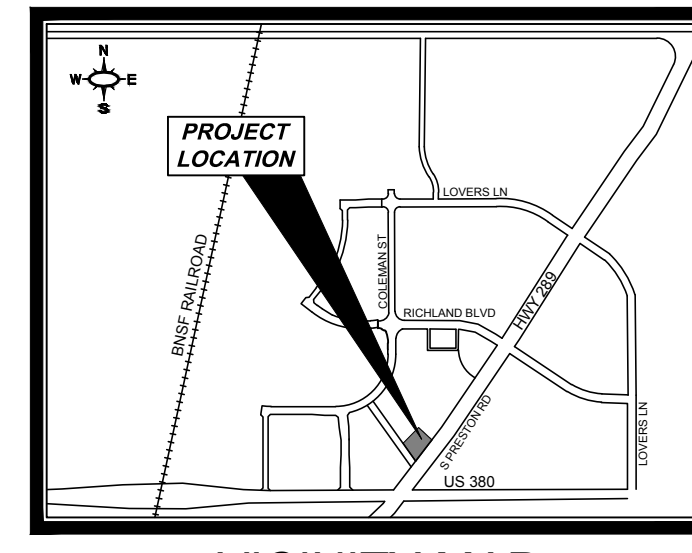 N
W E
S
PROJECT
LOCATION
LOVERS LN
COLEMAN ST
BNSF RAILROAD
HWY 289
RICHLAND BLVD
S PRESTON RD
LOVERS LN
US 380